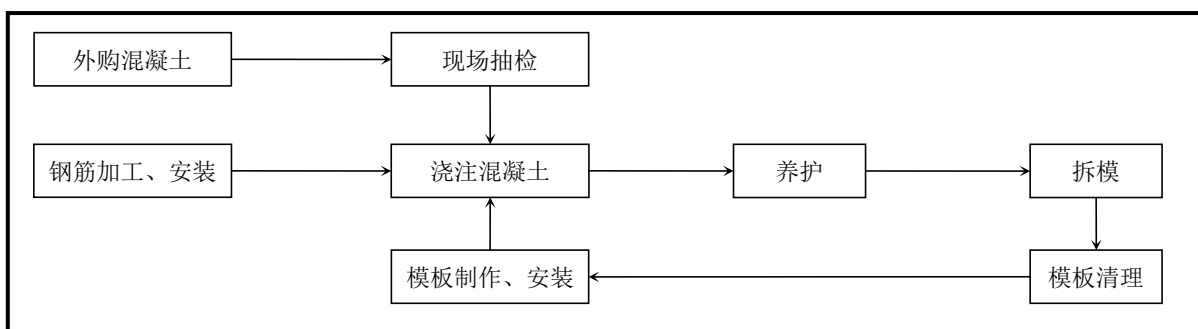 外购混凝土
现场抽检
钢筋加工、安装
浇注混凝土
养护
拆模
模板制作、安装
模板清理